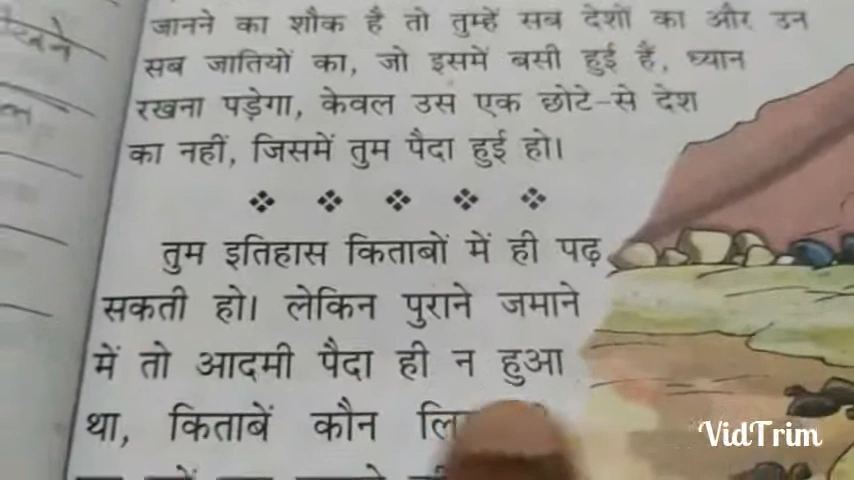 जानने का शौक है तो तुम्हें सब देशों का और उन
सब जातियों का, जो इसमें बसी हुई हैं, ध्यान
रखना पड़ेगा, केवल उस एक छोटे-से देश
का नहीं, जिसमें तुम पैदा हुई हो।
तुम इतिहास किताबों में ही पढ़
सकती हो। लेकिन पुराने जमाने
में तो आदमी पैदा ही न हुआ
था, किताबें कौन
VidTrim